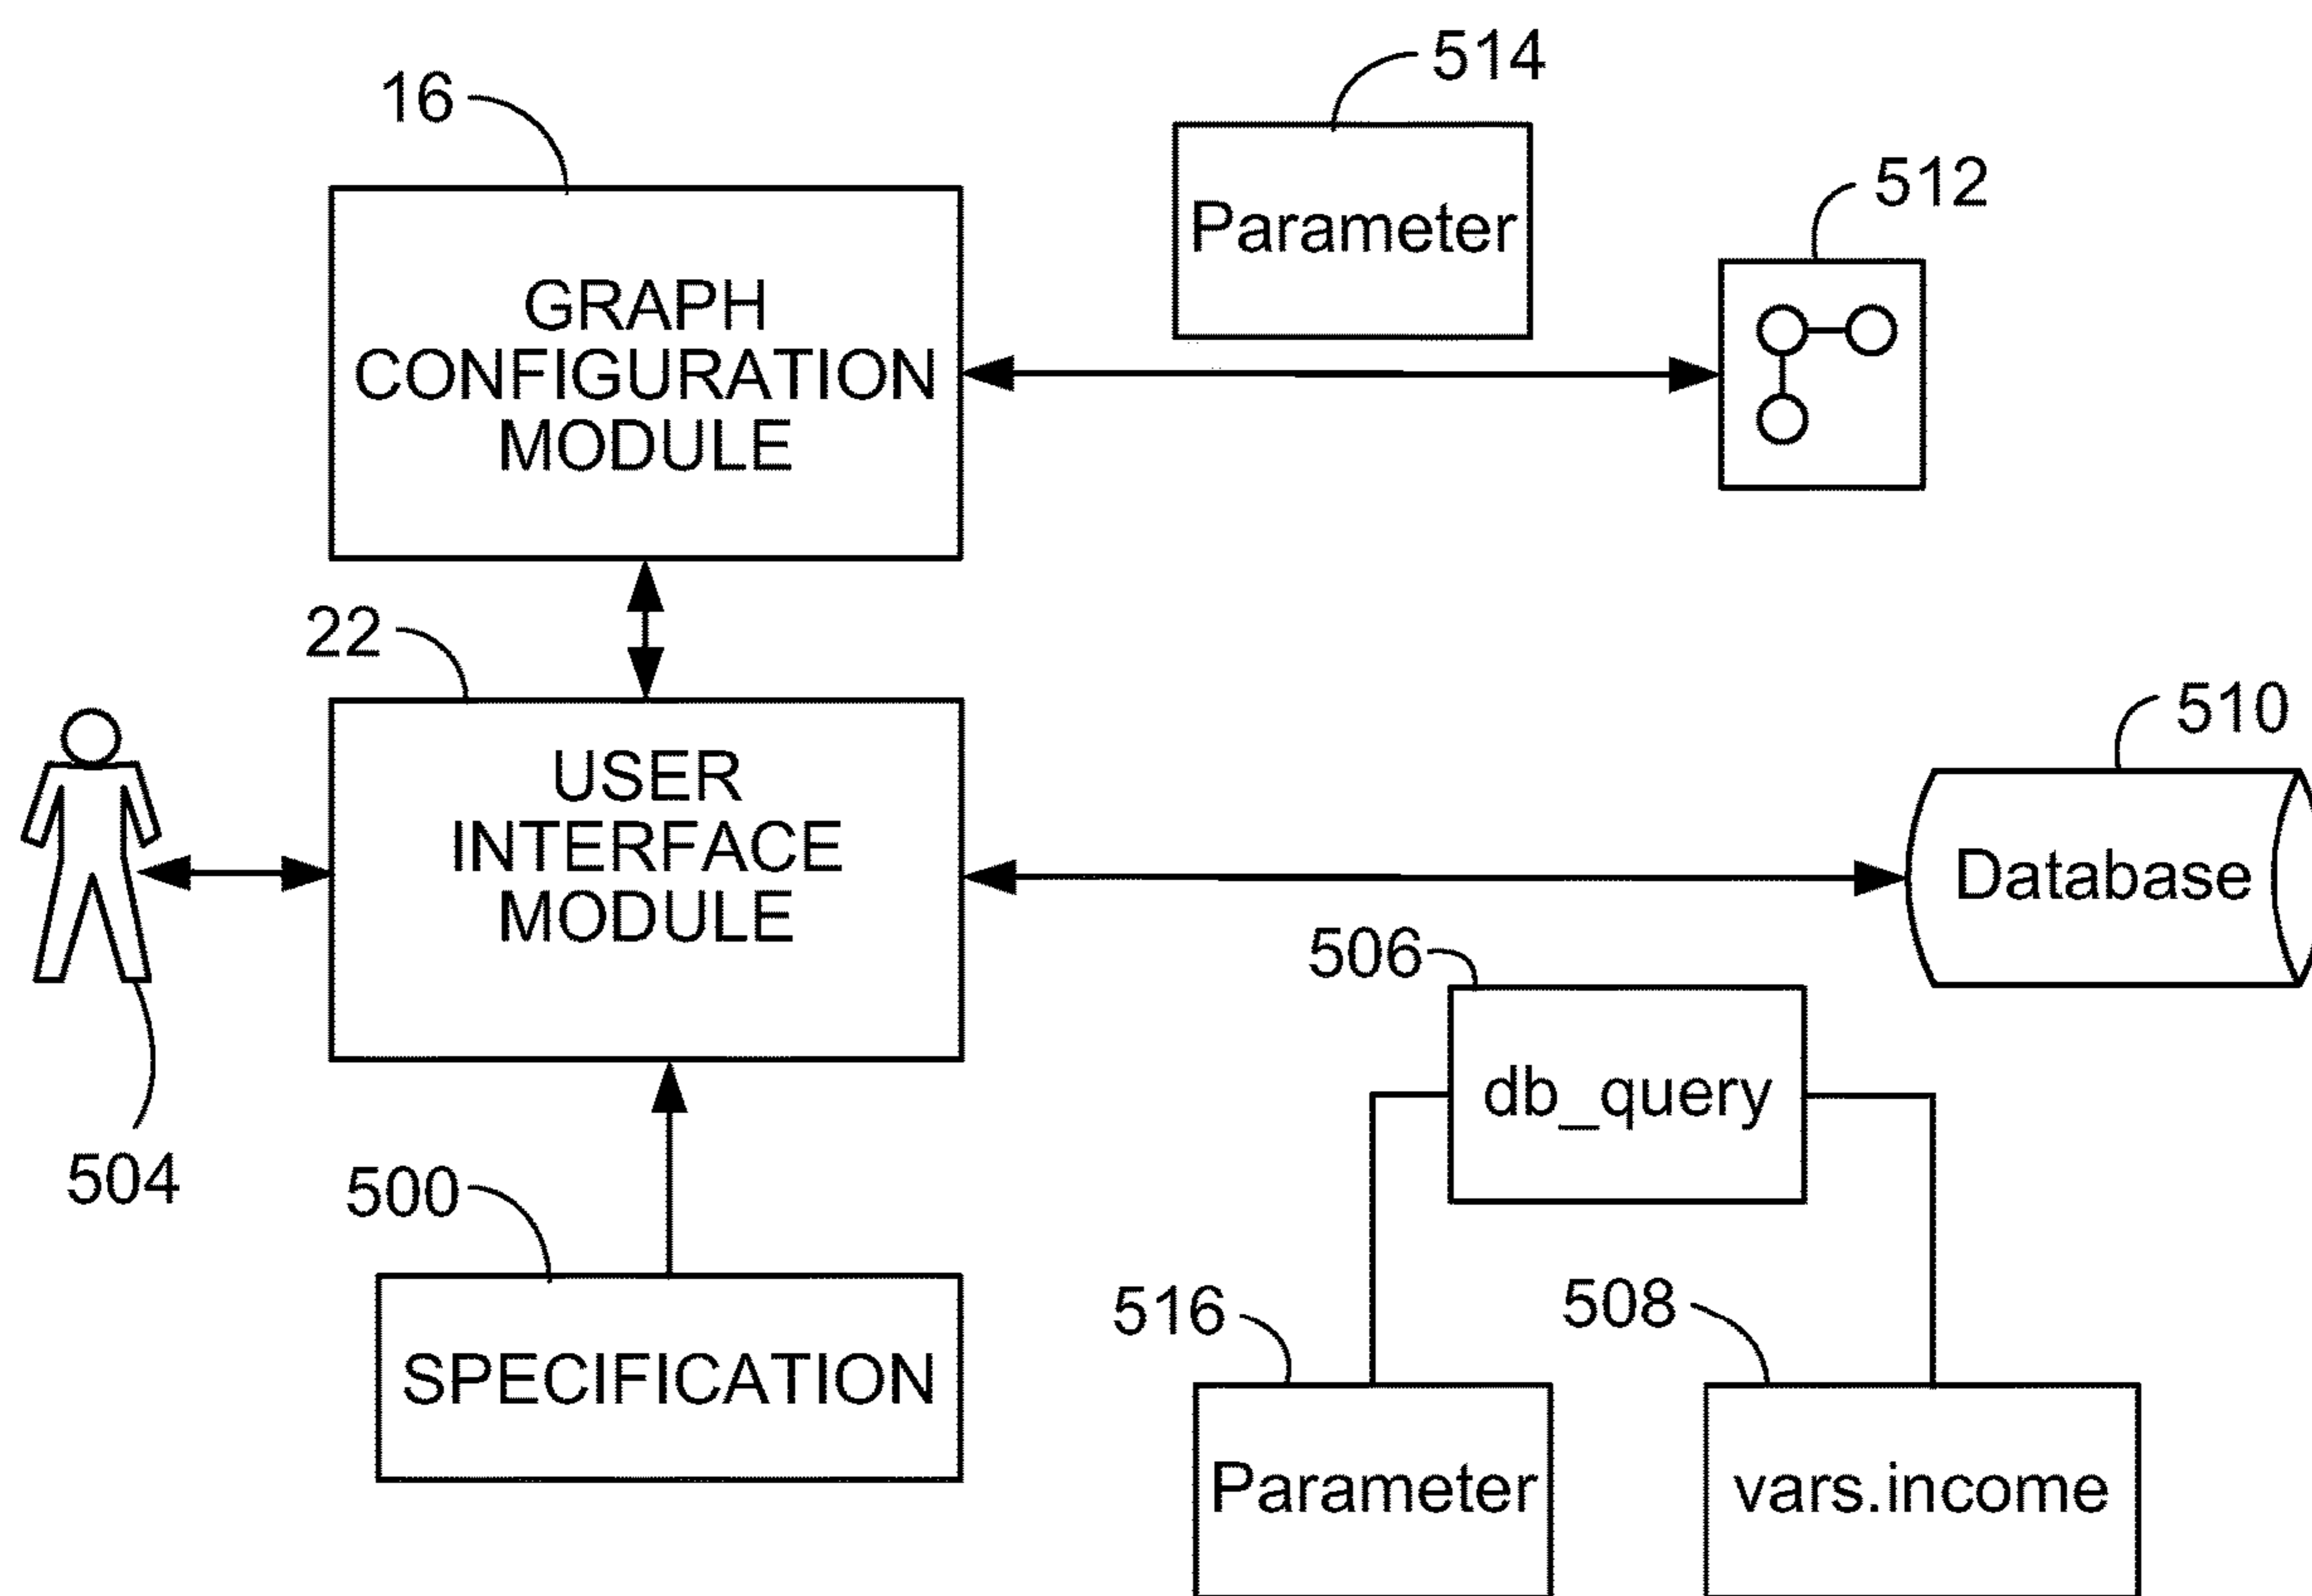 514
16
Parameter
512
GRAPH
CONFIGURATION
MODULE
22
510
USER
INTERFACE
MODULE
Database
506
db_query
504
500
516
508
SPECIFICATION
Parameter
vars.income